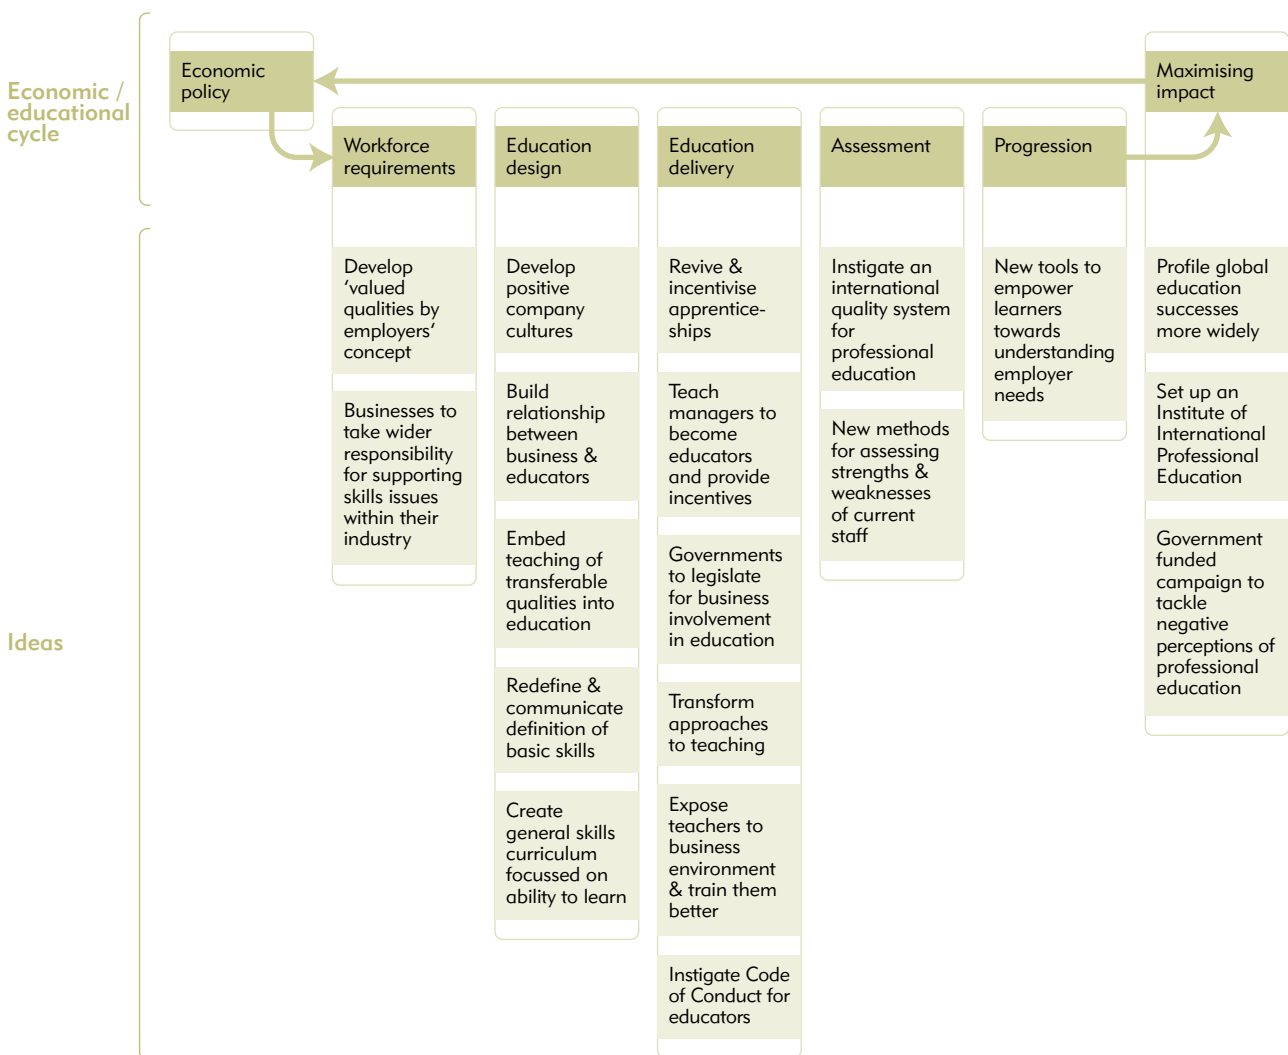 Economic /
educational
cycle
Economic
policy
Workforce
requirements
Education
design
Education
delivery
Assessment
Progression
Maximising
impact
Ideas
Develop
'valued
qualities by
employers'
concept
Businesses to
take wider
responsibility
for supporting
skills issues
within their
industry
Develop
positive
company
cultures
Build
relationship
between
business &
educators
Embed
teaching of
transferable
qualities into
education
Redefine &
communicate
definition of
basic skills
Create
general skills
curriculum
focussed on
ability to learn
Revive &
incentivise
apprentice-
ships
Teach
managers to
become
educators
and provide
incentives
Governments
to legislate
for business
involvement
in education
Transform
approaches
to teaching
Expose
teachers to
business
environment
& train them
better
Instigate Code
of Conduct for
educators
Instigate an
international
quality system
for
professional
education
New methods
for assessing
strengths &
weaknesses
of current
staff
New tools to
empower
learners
towards
understanding
employer
needs
Profile global
education
successes
more widely
Set up an
Institute of
International
Professional
Education
Government
funded
campaign to
tackle
negative
perceptions of
professional
education